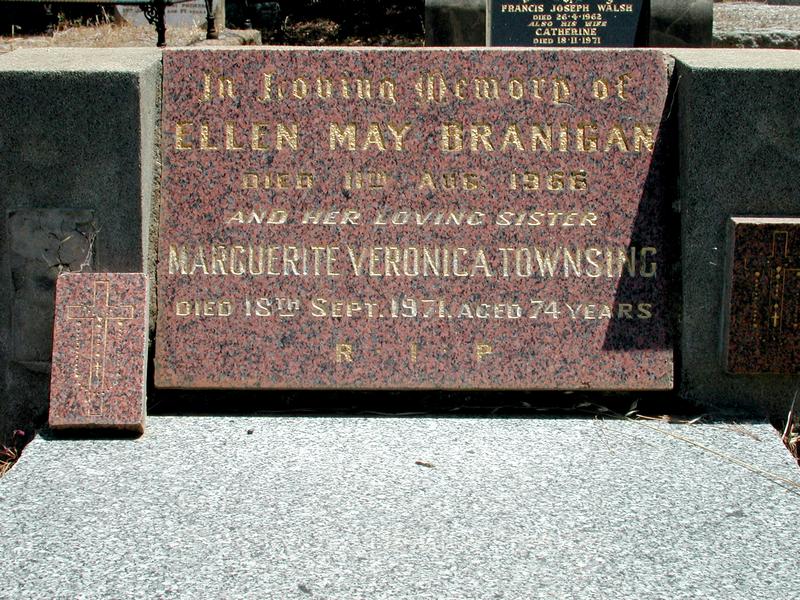 FRANCIS JOSEPH WALSH
DIED 26·4·1962
ALSO HIS WIFE
CATHERINE
DIED 18·11·1971
In Loving Memory of
ELLEN MAY BRANIGAN
DIED 11TH AUG. 1966
AND HER LOVING SISTER
MARGUERITE VERONICA TOWNSING
DIED 18TH SEPT. 1971, AGED 74 YEARS
R I P